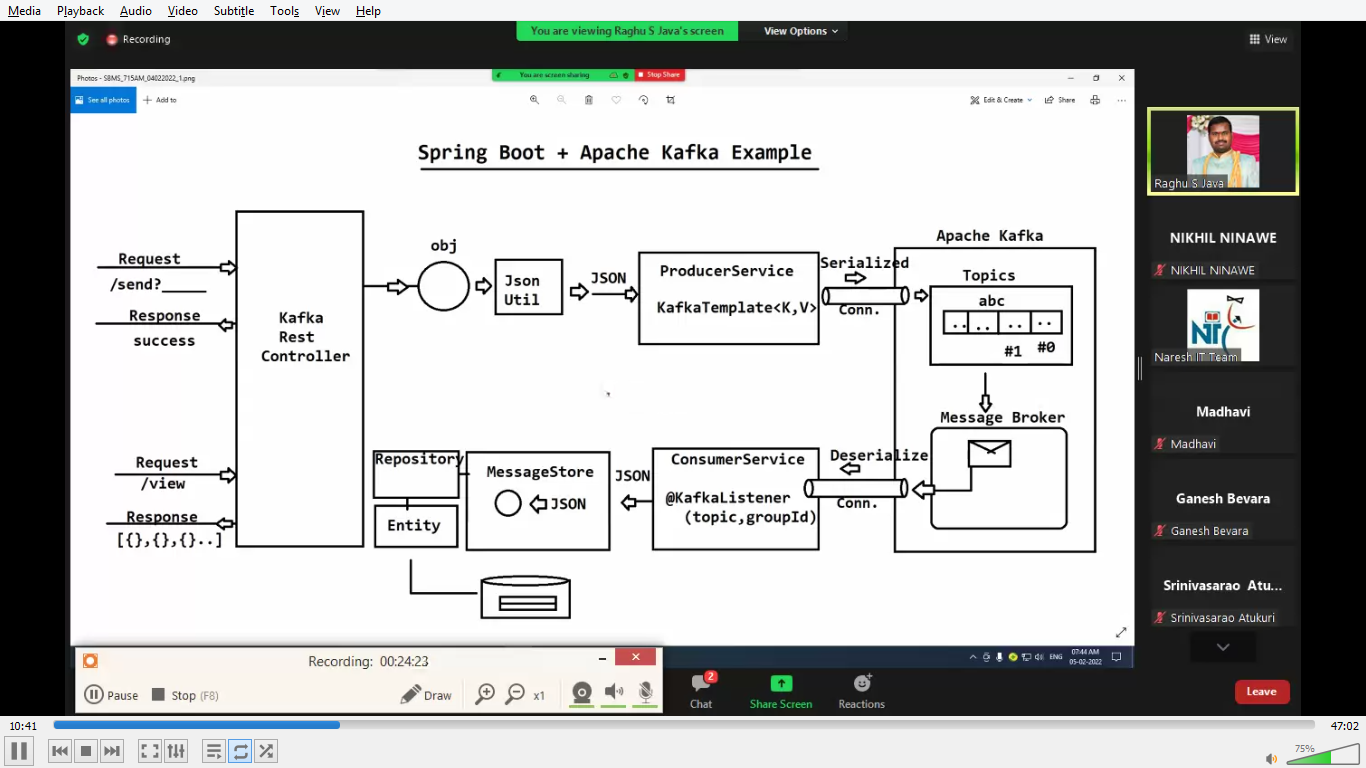 Media Playback Audio Video Subtitle Tools View Help
Recording
You are viewing Raghu S Java's screen
View Options
View
Photos - SBMS_715AM_04022022_1.png
You are screen sharing
Stop Share
See all photos
Add to
Edit & Create
Share
Spring Boot + Apache Kafka Example
Request
/send?_____
Response
success
Kafka
Rest
Controller
obj
Json
Util
JSON
ProducerService
KafkaTemplate<K,V>
Serialized
Conn.
Apache Kafka
Topics
abc
#1 #0
Message Broker
Request
/view
Response
[{},{},{}..]
Repository
Entity
MessageStore
JSON
JSON
ConsumerService
@KafkaListener
(topic,groupId)
Deserialize
Conn.
Raghu S Java
NIKHIL NINAWE
NIKHIL NINAWE
NIT
Naresh IT Team
Madhavi
Madhavi
Ganesh Bevara
Ganesh Bevara
Srinivasarao Atu...
Srinivasarao Atukuri
Recording: 00:24:23
Pause
Stop (F8)
Draw
x1
ENG
07:44 AM
05-02-2022
2
Chat
Share Screen
Reactions
Leave
10:41
47:02
75%